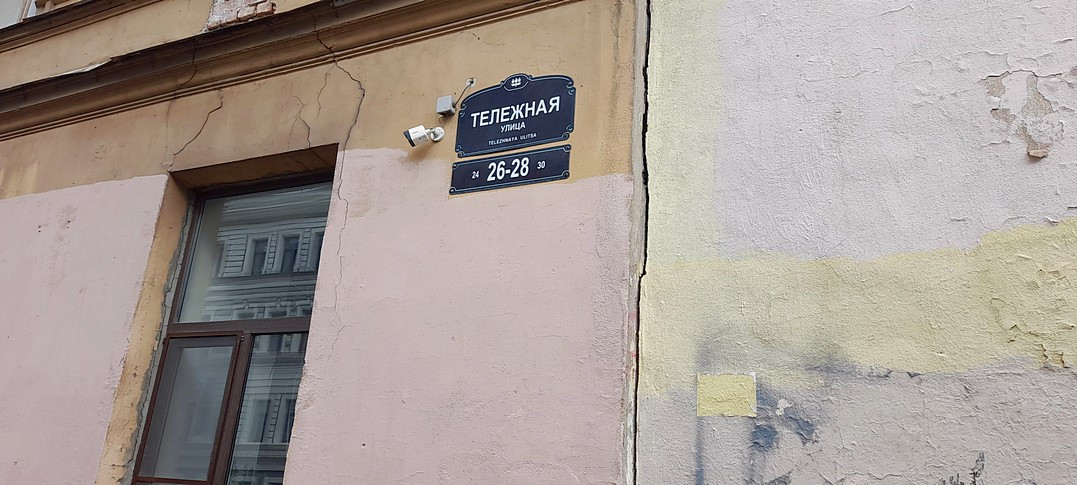 ТЕЛЕЖНАЯ
УЛИЦА
TELEZHNAYA ULITSA
24 26-28 30